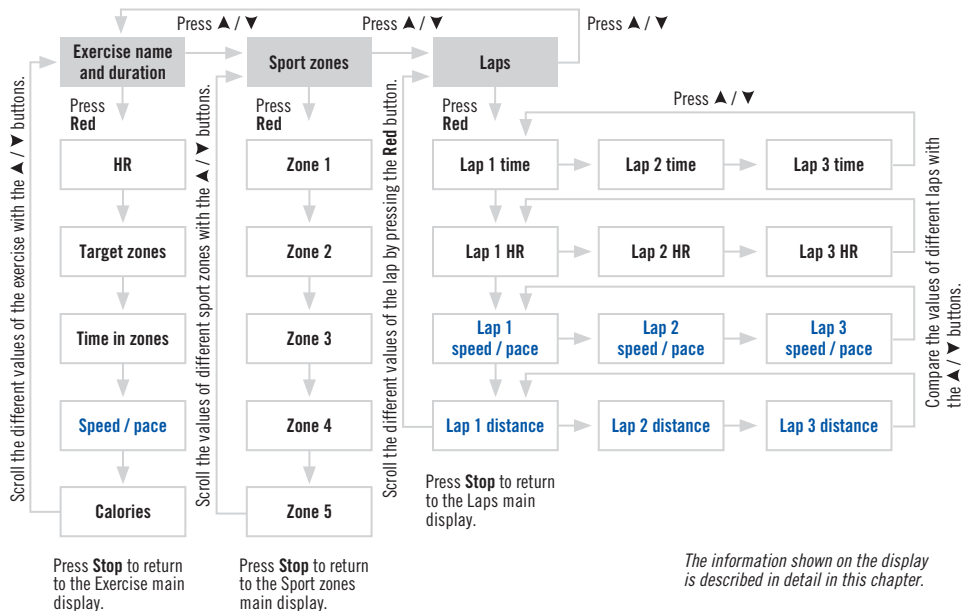 Press ▲ / ▼
Press ▲ / ▼
Press ▲ / ▼
Exercise name
and duration
Sport zones
Laps
Press
Red
Press
Red
Press
Red
Press ▲ / ▼
Scroll the different values of the exercise with the ▲ / ▼ buttons.
HR
Target zones
Time in zones
Speed / pace
Calories
Press Stop to return
to the Exercise main
display.
Scroll the values of different sport zones with the ▲ / ▼ buttons.
Zone 1
Zone 2
Zone 3
Zone 4
Zone 5
Press Stop to return
to the Sport zones
main display.
Scroll the different values of the lap by pressing the Red button.
Lap 1 time
Lap 2 time
Lap 3 time
Lap 1 HR
Lap 2 HR
Lap 3 HR
Lap 1
speed / pace
Lap 2
speed / pace
Lap 3
speed / pace
Lap 1 distance
Lap 2 distance
Lap 3 distance
Press Stop to return
to the Laps main
display.
Compare the values of different laps with
the ▲ / ▼ buttons.
The information shown on the display
is described in detail in this chapter.